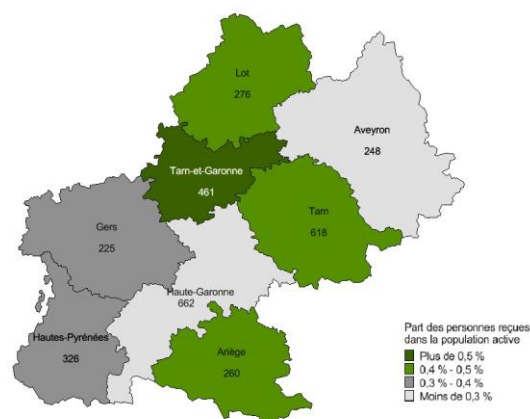 Lot
276
Aveyron
248
Tarn-et-Garonne
461
Gers
225
Tarn
618
Haute-Garonne
662
Hautes-Pyrénées
326
Ariège
260
Part des personnes reçues
dans la population active
Plus de 0,5 %
0,4 % - 0,5 %
0,3 % - 0,4 %
Moins de 0,3 %